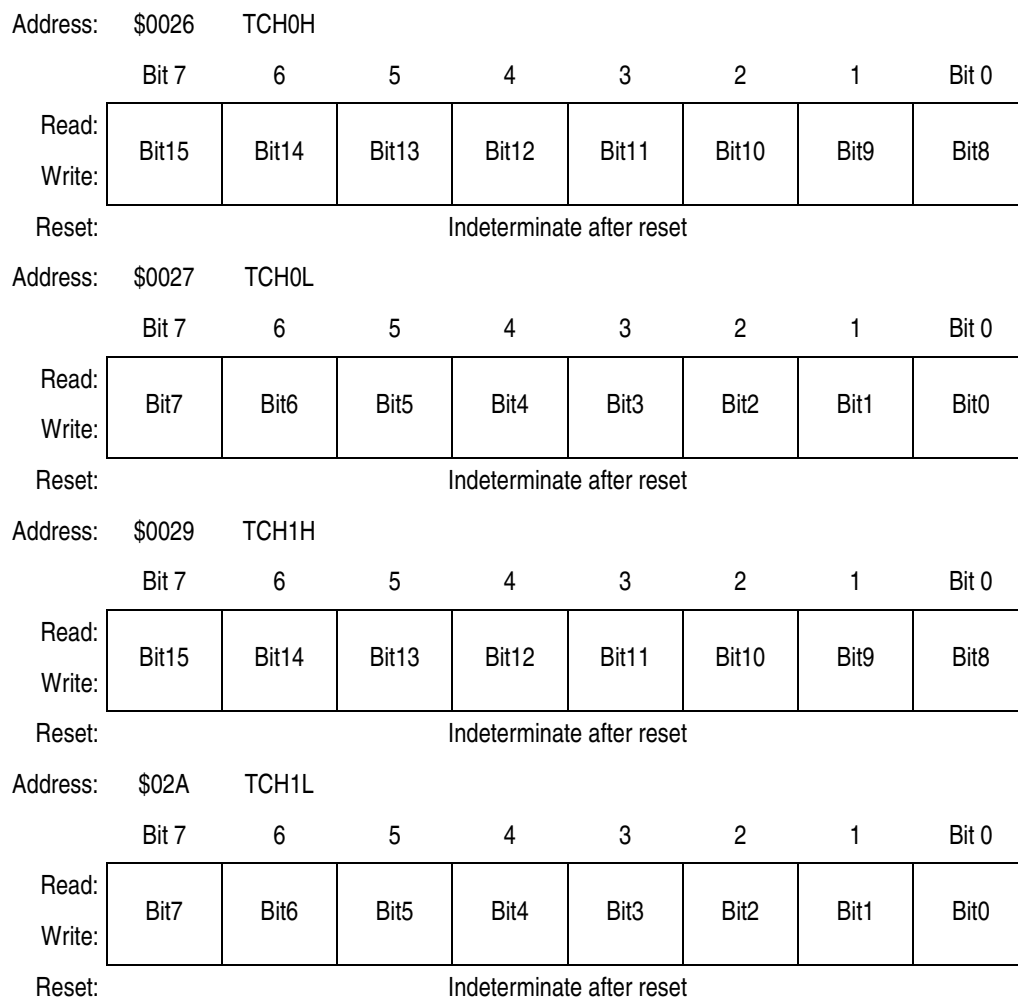 Address: $0026 TCH0H
Bit 7 6 5 4 3 2 1 Bit 0
Read:
Bit15 Bit14 Bit13 Bit12 Bit11 Bit10 Bit9 Bit8
Write:
Reset: Indeterminate after reset
Address: $0027 TCH0L
Bit 7 6 5 4 3 2 1 Bit 0
Read:
Bit7 Bit6 Bit5 Bit4 Bit3 Bit2 Bit1 Bit0
Write:
Reset: Indeterminate after reset
Address: $0029 TCH1H
Bit 7 6 5 4 3 2 1 Bit 0
Read:
Bit15 Bit14 Bit13 Bit12 Bit11 Bit10 Bit9 Bit8
Write:
Reset: Indeterminate after reset
Address: $02A TCH1L
Bit 7 6 5 4 3 2 1 Bit 0
Read:
Bit7 Bit6 Bit5 Bit4 Bit3 Bit2 Bit1 Bit0
Write:
Reset: Indeterminate after reset